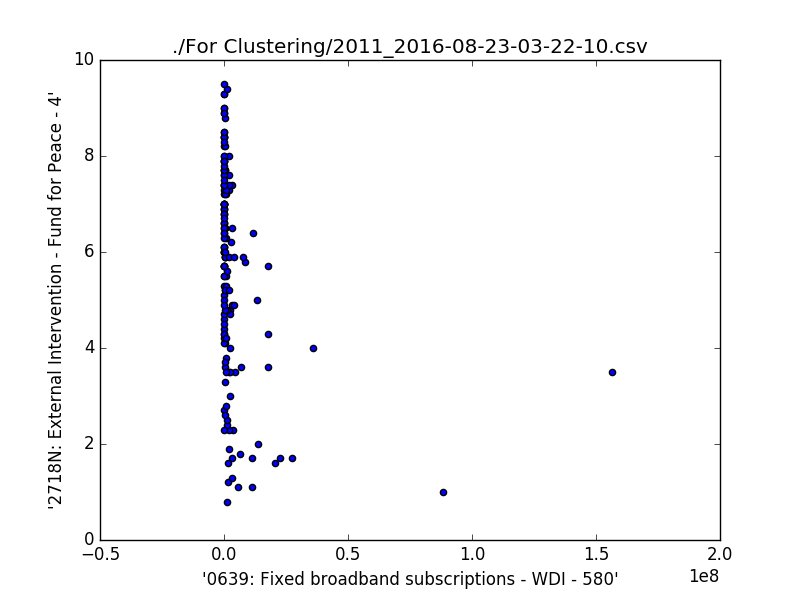 ./For Clustering/2011_2016-08-23-03-22-10.csv
10
8
6
4
2
0
'2718N: External Intervention - Fund for Peace - 4'
−0.5 0.0 0.5 1.0 1.5 2.0
1e8
'0639: Fixed broadband subscriptions - WDI - 580'